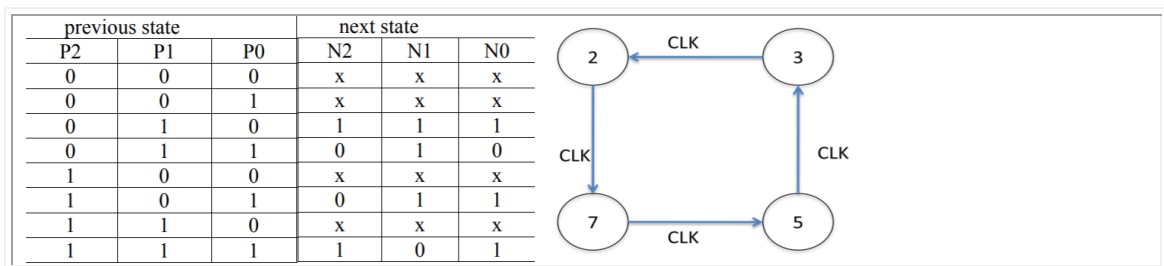 previous state next state
P2 P1 P0 N2 N1 N0
0 0 0 x x x
0 0 1 x x x
0 1 0 1 1 1
0 1 1 0 1 0
1 0 0 x x x
1 0 1 0 1 1
1 1 0 x x x
1 1 1 1 0 1
2 CLK 3
CLK CLK
7 CLK 5